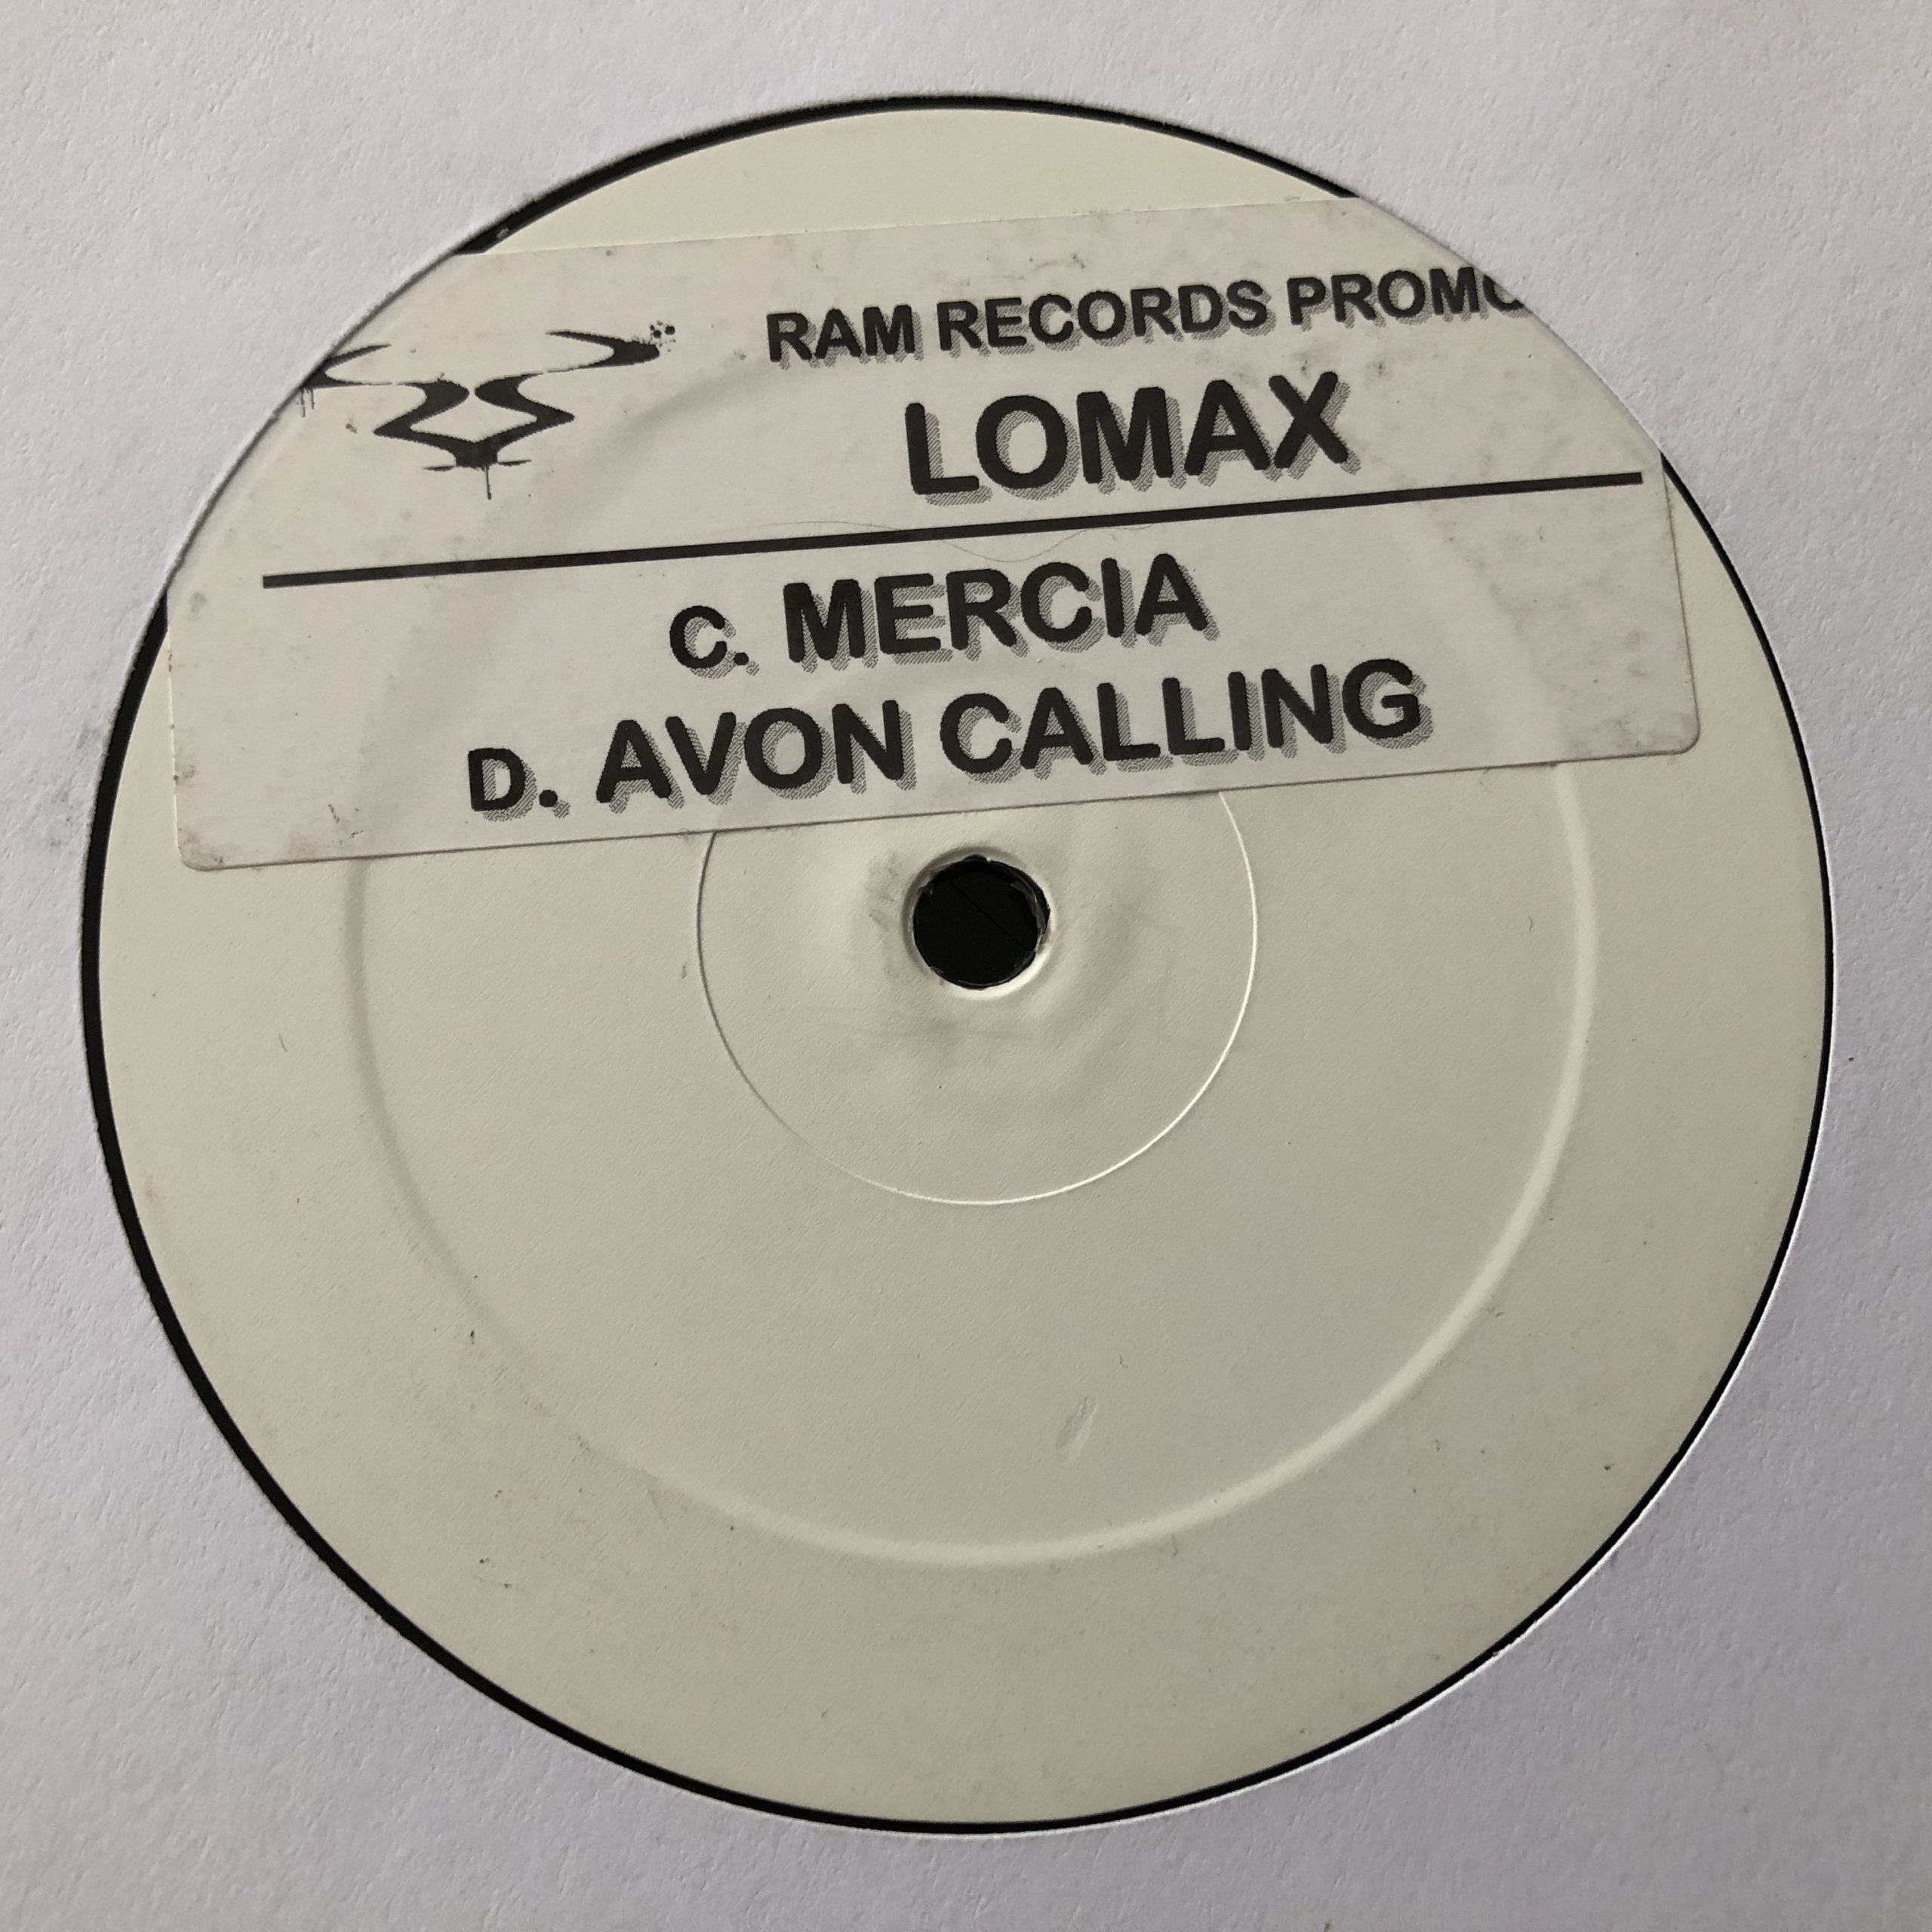 RAM RECORDS PROMO
LOMAX
C. MERCIA
D. AVON CALLING